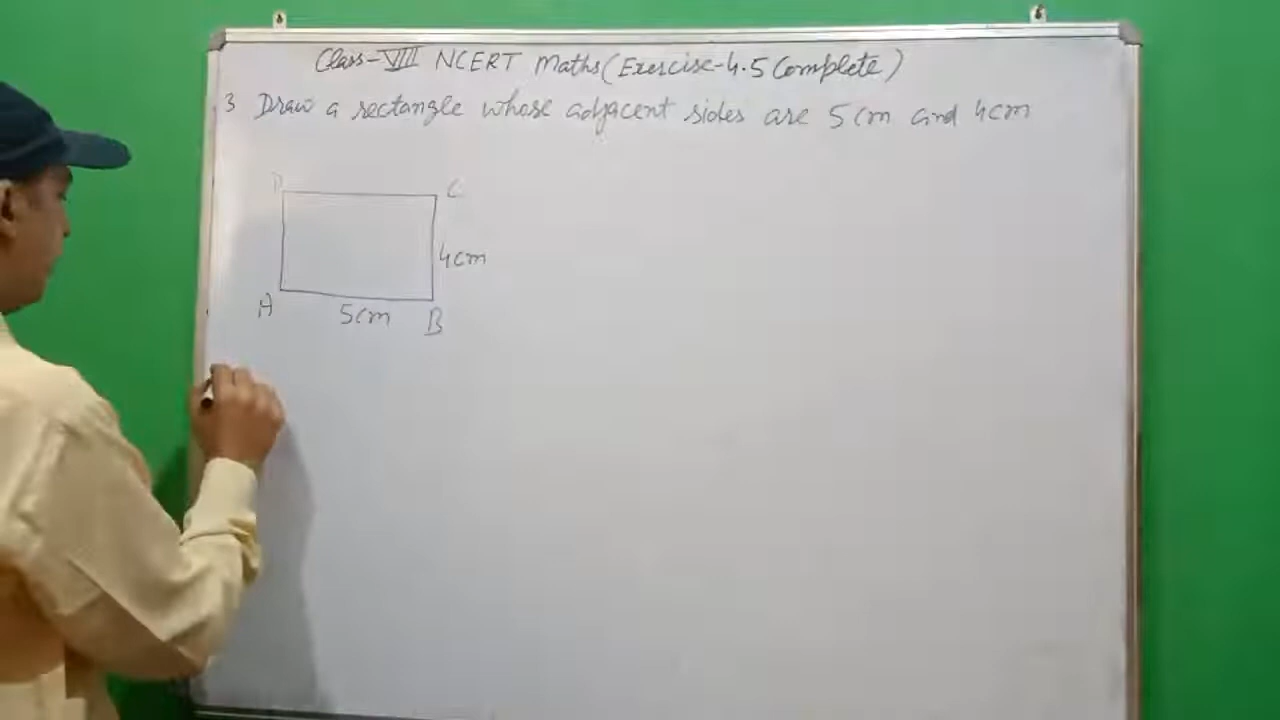 Class-VIII NCERT Maths (Exercise-4.5 Complete)
3 Draw a rectangle whose adjacent sides are 5cm and 4cm
D C
4cm
A 5cm B